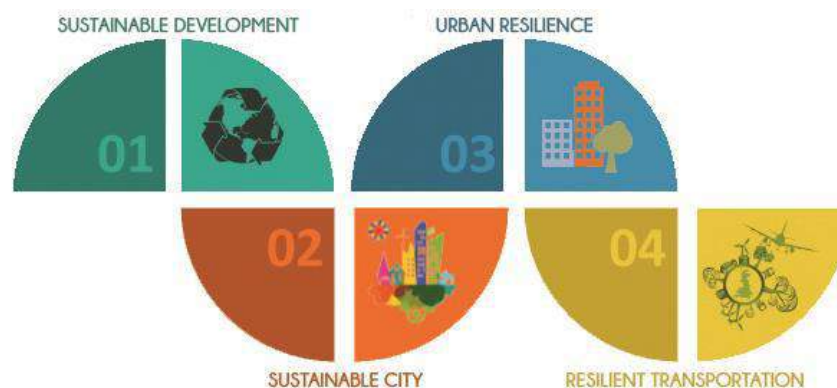 SUSTAINABLE DEVELOPMENT
URBAN RESILIENCE
01
03
02
04
SUSTAINABLE CITY
RESILIENT TRANSPORTATION